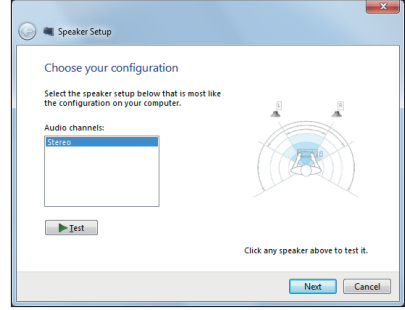 Speaker Setup
Choose your configuration
Select the speaker setup below that is most like
the configuration on your computer.
Audio channels:
Stereo
L
R
Test
Click any speaker above to test it.
Next
Cancel